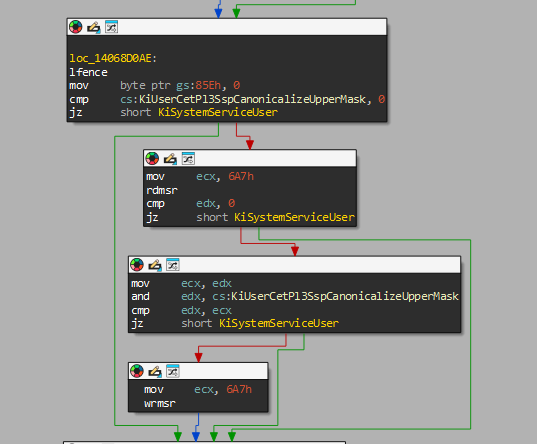 loc_14068D0AE:
lfence
mov byte ptr gs:85Eh, 0
cmp cs:KiUserCetPl3SspCanonicalizeUpperMask, 0
jz short KiSystemServiceUser
mov ecx, 6A7h
rdmsr
cmp edx, 0
jz short KiSystemServiceUser
mov ecx, edx
and edx, cs:KiUserCetPl3SspCanonicalizeUpperMask
cmp edx, ecx
jz short KiSystemServiceUser
mov ecx, 6A7h
wrmsr